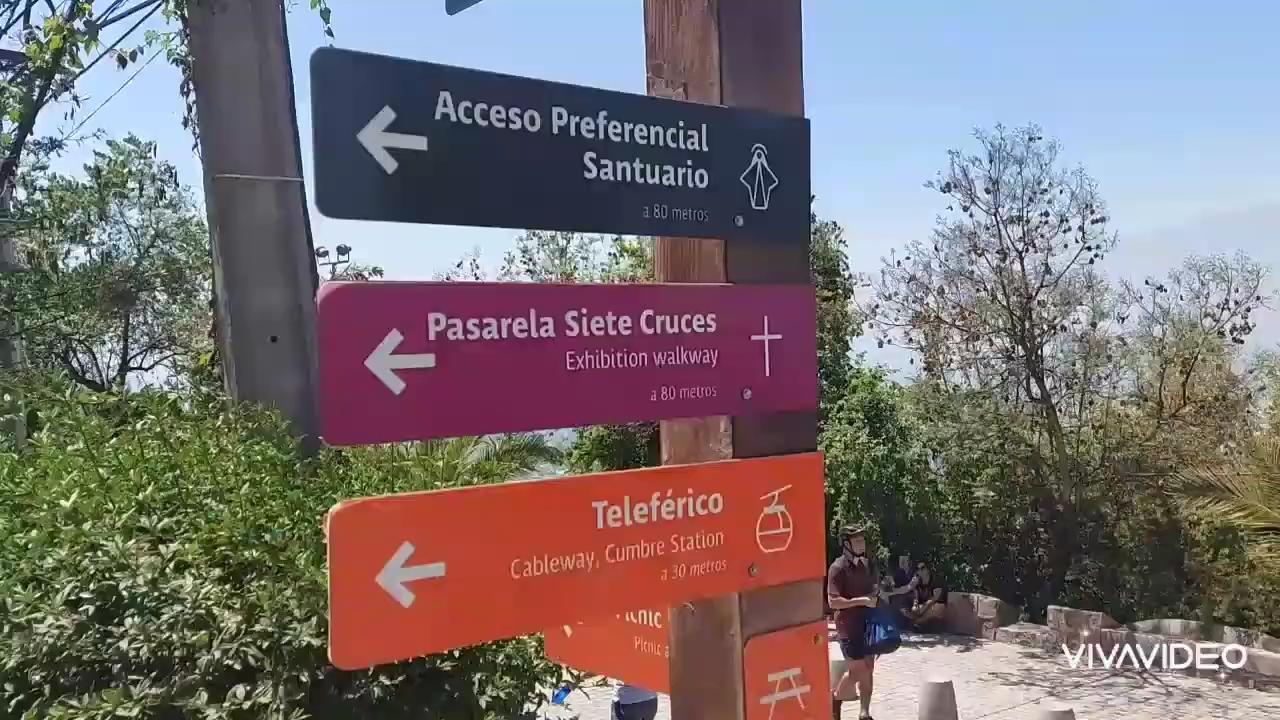 Acceso Preferencial
Santuario
a 80 metros
Pasarela Siete Cruces
Exhibition walkway
a 80 metros
Teleférico
Cableway, Cumbre Station
a 30 metros
Picnic
VIVAVIDEO